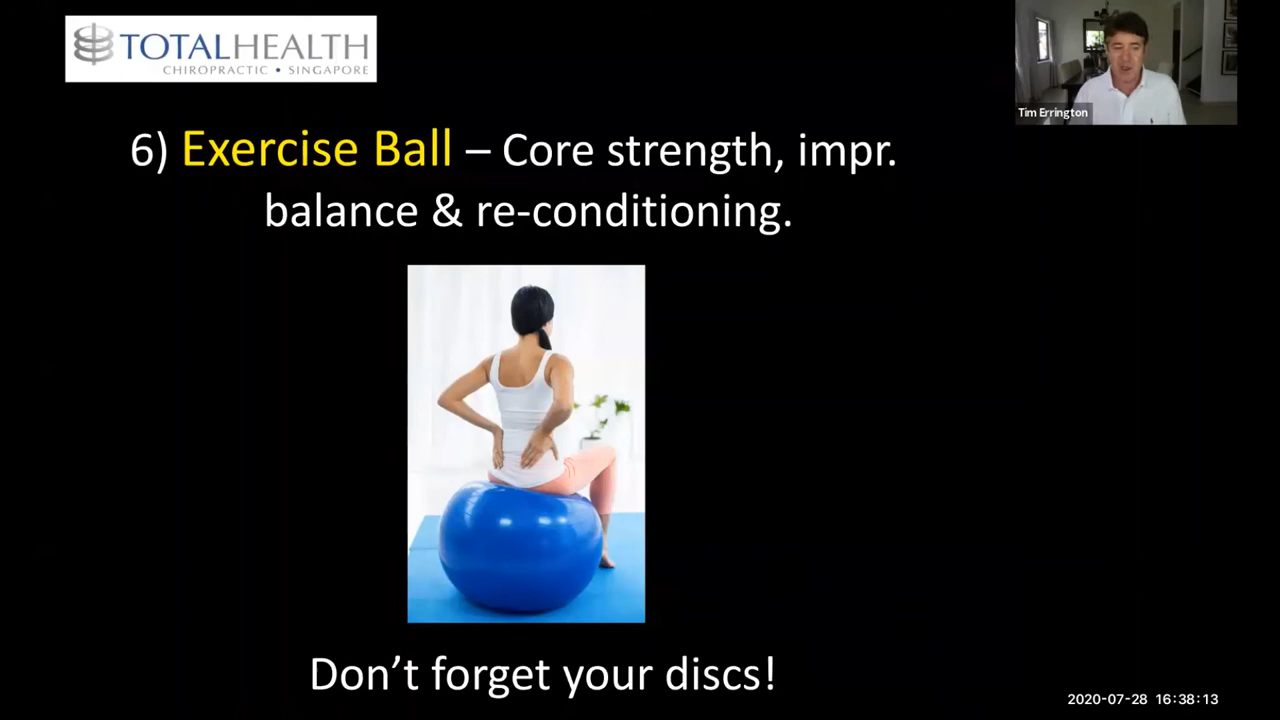 TOTALHEALTH
CHIROPRACTIC • SINGAPORE
Tim Errington
6) Exercise Ball – Core strength, impr.
balance & re-conditioning.
Don't forget your discs!
2020-07-28 16:38:13